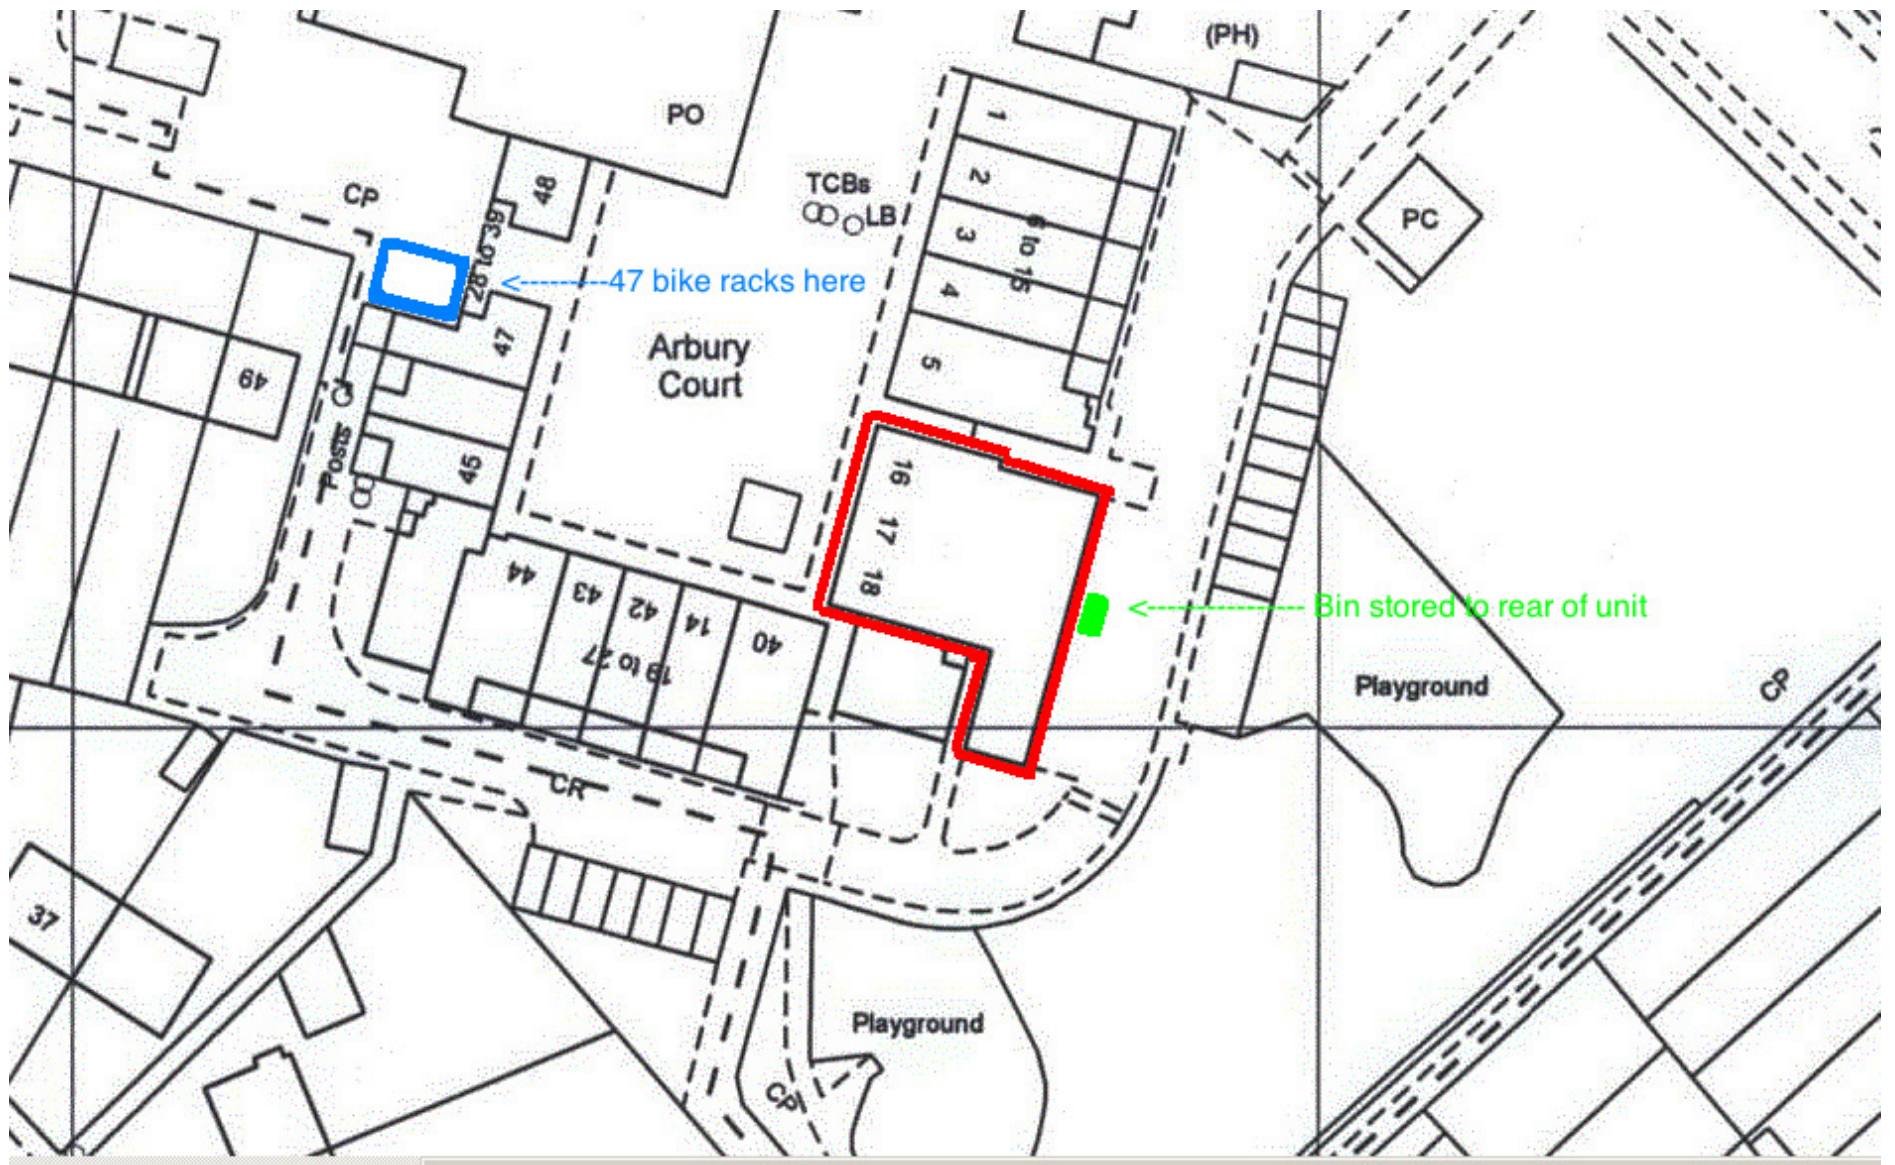 (PH)
PO
1
TCBs
LB
2
PC
CP
48
3
6 to 15
28 to 39
<---------47 bike racks here
4
Arbury
Court
47
5
49
Posts
45
16
17
18
44
43
42
14
40
19 to 27
<-------------- Bin stored to rear of unit
Playground
CP
CR
37
Playground
CP